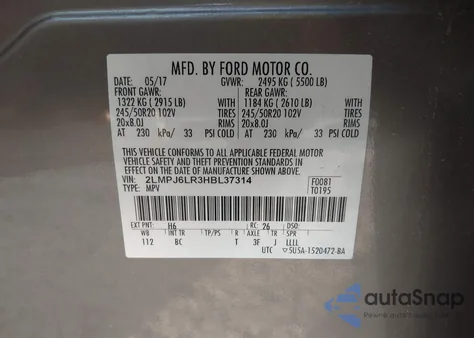 MFD. BY FORD MOTOR CO.
DATE: 05/17 GVWR: 2495 KG ( 5500 LB)
FRONT GAWR: REAR GAWR:
1322 KG ( 2915 LB) WITH 1184 KG ( 2610 LB) WITH
245/50R20 102V TIRES 245/50R20 102V TIRES
20x8.0J RIMS 20x8.0J RIMS
AT 230 kPa/ 33 PSI COLD AT 230 kPa/ 33 PSI COLD
THIS VEHICLE CONFORMS TO ALL APPLICABLE FEDERAL MOTOR
VEHICLE SAFETY AND THEFT PREVENTION STANDARDS IN
EFFECT ON THE DATE OF MANUFACTURE SHOWN ABOVE.
VIN: 2LMPJ6LR3HBL37314 F0081
TYPE: MPV T0195
EXT PNT: H6 RC: 26 DSO:
WB INT TR TP/PS R AXLE TR SPR
112 BC T 3F J LLLL
UTC 5U5A-1520472-BA
autoSnap